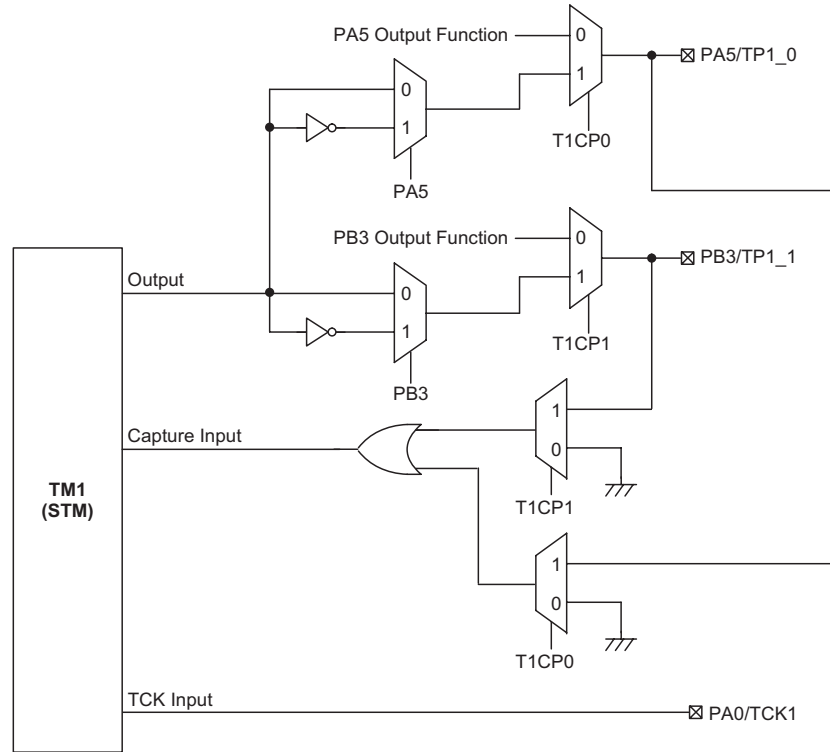 PA5 Output Function
0
1
T1CP0
PA5/TP1_0
0
1
PA5
PB3 Output Function
0
1
T1CP1
PB3/TP1_1
Output
0
1
PB3
Capture Input
1
0
T1CP1
TM1
(STM)
1
0
T1CP0
TCK Input
PA0/TCK1